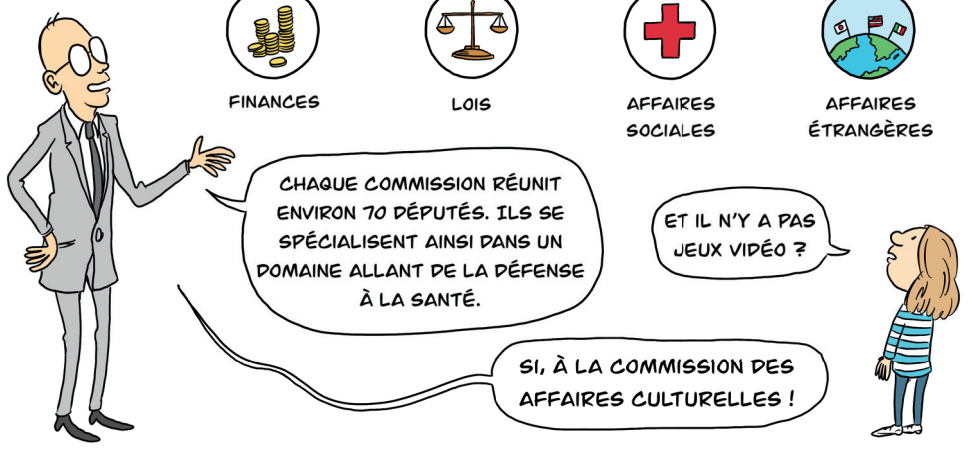 FINANCES
LOIS
AFFAIRES
SOCIALES
AFFAIRES
ÉTRANGÈRES
CHAQUE COMMISSION RÉUNIT
ENVIRON 70 DÉPUTÉS. ILS SE
SPÉCIALISENT AINSI DANS UN
DOMAINE ALLANT DE LA DÉFENSE
À LA SANTÉ.
ET IL N'Y A PAS
JEUX VIDÉO ?
SI, À LA COMMISSION DES
AFFAIRES CULTURELLES !